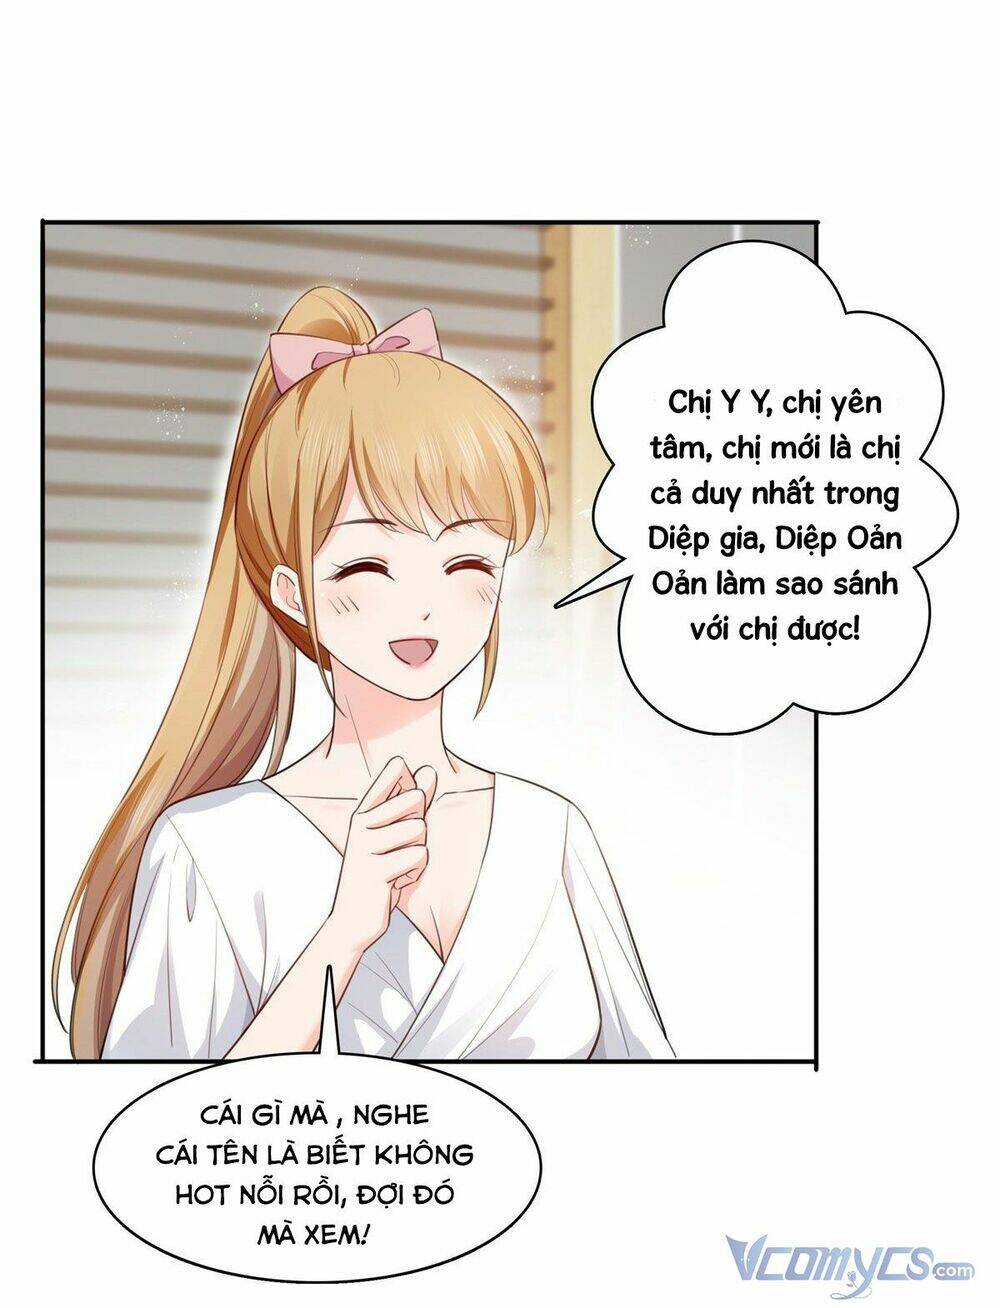 Chị Y Y, chị yên
tâm, chị mới là chị
cả duy nhất trong
Diệp gia, Diệp Oản
Oản làm sao sánh
với chị được!
CÁI GÌ MÀ , NGHE
CÁI TÊN LÀ BIẾT KHÔNG
HOT NỔI RỒI, ĐỢI ĐÓ
MÀ XEM!
VCOMYCS.com